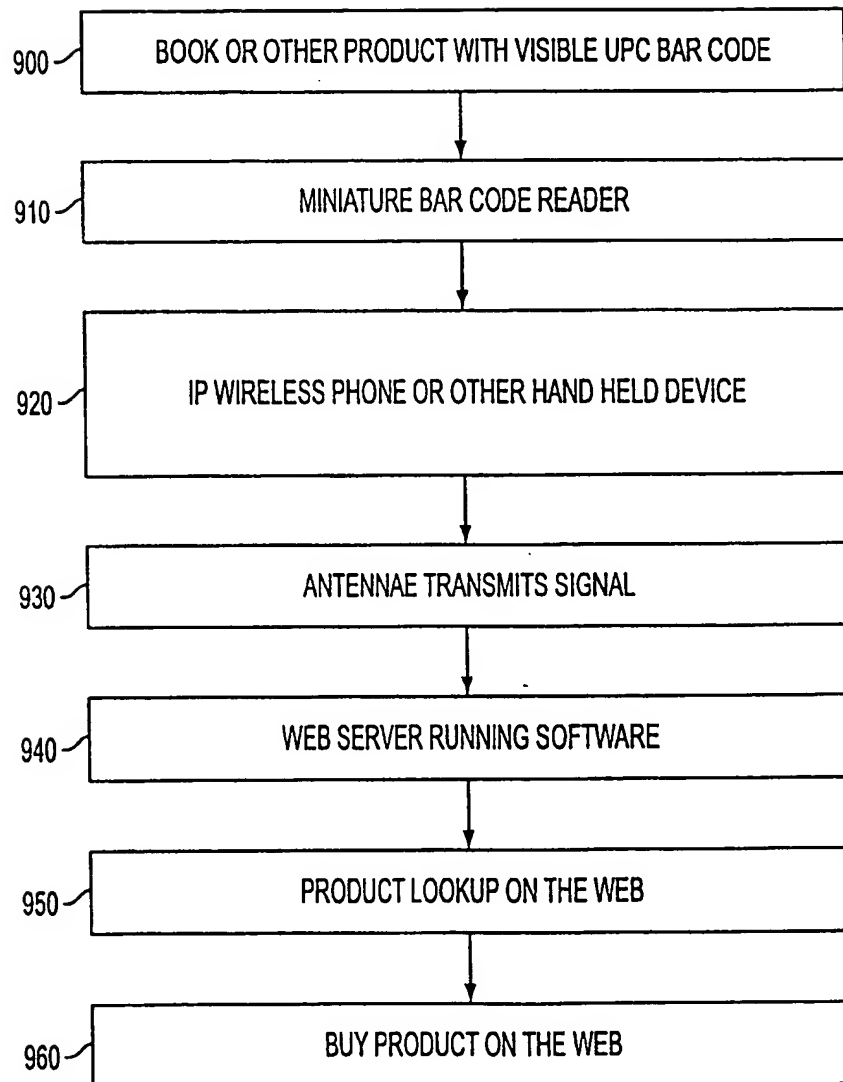 900 BOOK OR OTHER PRODUCT WITH VISIBLE UPC BAR CODE
910 MINIATURE BAR CODE READER
920 IP WIRELESS PHONE OR OTHER HAND HELD DEVICE
930 ANTENNAE TRANSMITS SIGNAL
940 WEB SERVER RUNNING SOFTWARE
950 PRODUCT LOOKUP ON THE WEB
960 BUY PRODUCT ON THE WEB